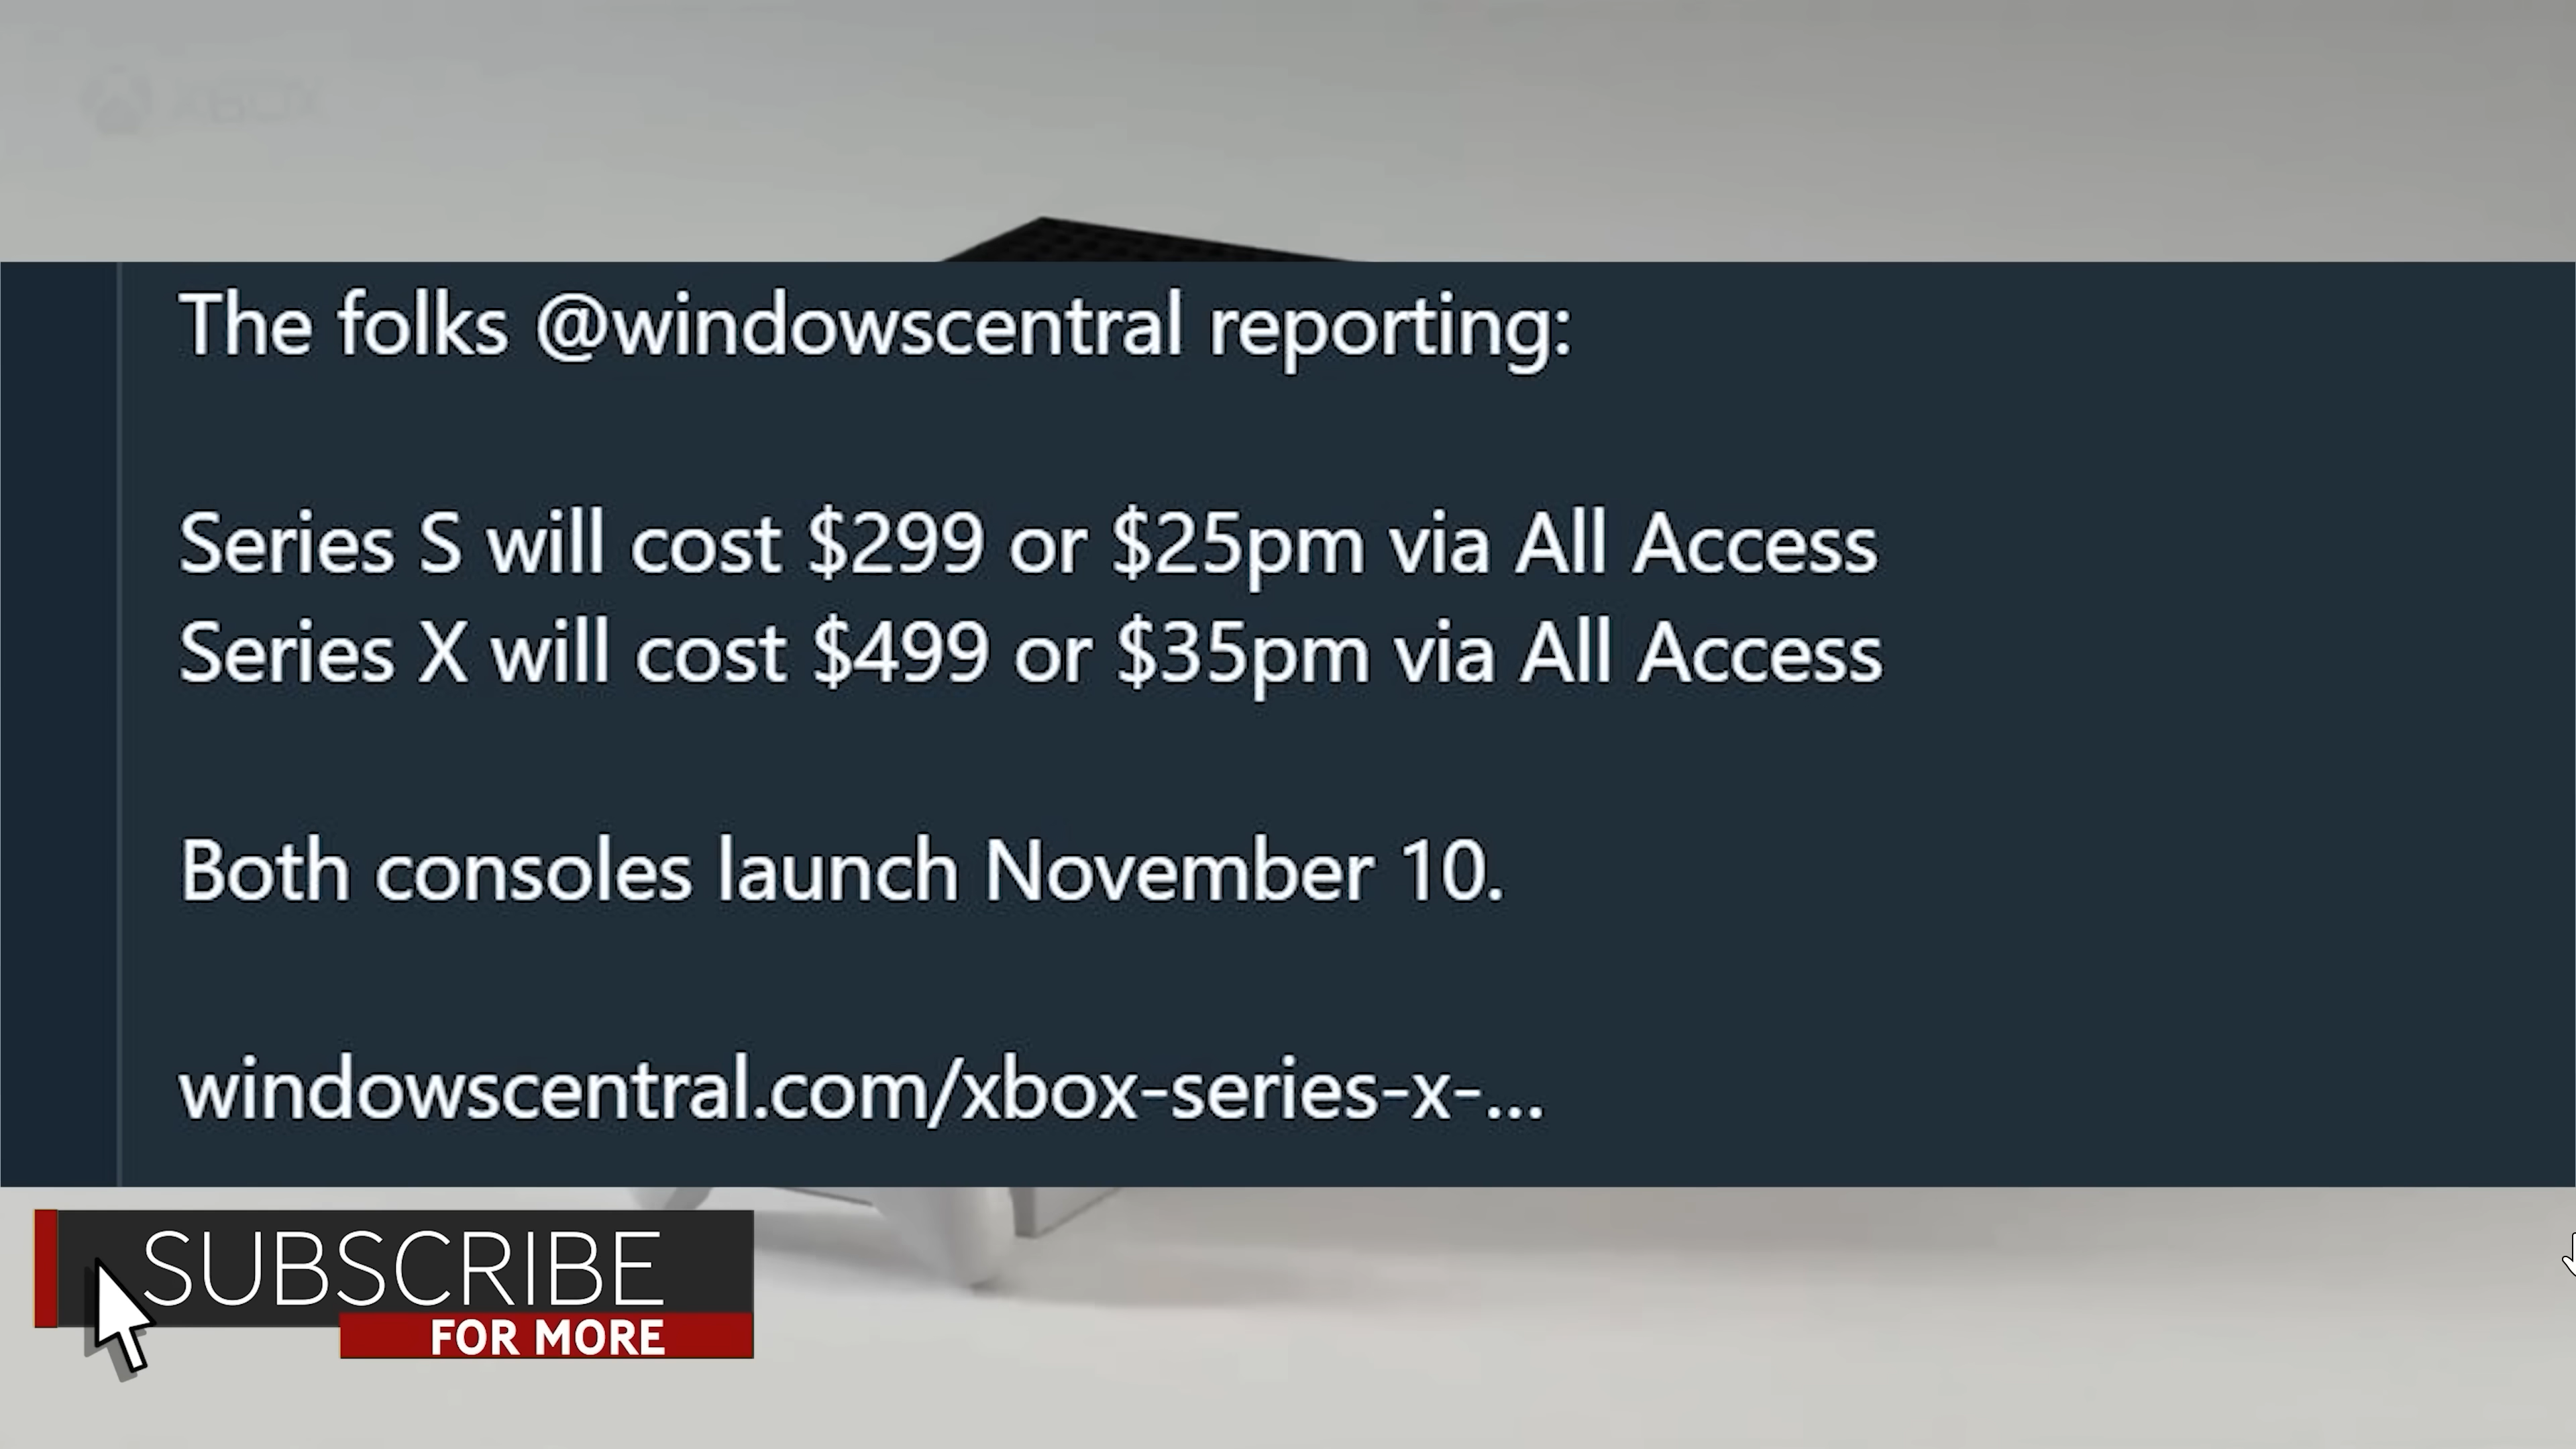 XBOX
The folks @windowscentral reporting:
Series S will cost $299 or $25pm via All Access
Series X will cost $499 or $35pm via All Access
Both consoles launch November 10.
windowscentral.com/xbox-series-x-...
SUBSCRIBE
FOR MORE